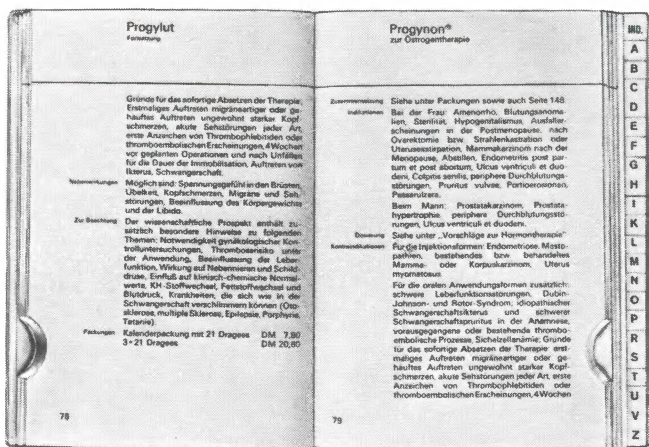 Progylut
Fortsetzung
Gründe für das sofortige Absetzen der Therapie:
Erstmaliges Auftreten migräneartiger oder ge-
häuftes Auftreten ungewohnt starker Kopf-
schmerzen, akute Sehstörungen jeder Art,
erste Anzeichen von Thrombophlebitiden oder
thromboembolischen Erscheinungen, 4 Wochen
vor geplanten Operationen und nach Unfällen
für die Dauer der Immobilisation, Auftreten von
Ikterus, Schwangerschaft.
Nebenwirkungen Möglich sind: Spannungsgefühl in den Brüsten,
Übelkeit, Kopfschmerzen, Migräne und Seh-
störungen, Beeinflussung des Körpergewichts
und der Libido.
Zur Beachtung Der wissenschaftliche Prospekt enthält zu-
sätzlich besondere Hinweise zu folgenden
Themen: Notwendigkeit gynäkologischer Kon-
trolluntersuchungen, Thromboserisiko unter
der Anwendung, Beeinflussung der Leber-
funktion, Wirkung auf Nebennieren und Schild-
drüse, Einfluß auf klinisch-chemische Normal-
werte, KH-Stoffwechsel, Fettstoffwechsel und
Blutdruck, Krankheiten, die sich wie in der
Schwangerschaft verschlimmern können (Oto-
sklerose, multiple Sklerose, Epilepsie, Porphyrie,
Tetanie).
Packungen Kalenderpackung mit 21 Dragees DM 7,90
3 × 21 Dragees DM 20,80
78
Progynon®
zur Östrogentherapie
Zusammensetzung Siehe unter Packungen sowie auch Seite 148
Indikationen Bei der Frau: Amenorrhö, Blutungsanoma-
lien, Sterilität, Hypogenitalismus, Ausfaller-
scheinungen in der Postmenopause, nach
Ovarektomie bzw. Strahlenkastration oder
Uterusexstirpation, Mammakarzinom nach der
Menopause, Abstillen, Endometritis post par-
tum et post abortum, Ulcus ventriculi et duo-
deni, Colpitis senilis, periphere Durchblutungs-
störungen, Pruritus vulvae, Portioerosionen,
Pessarulzera.
Beim Mann: Prostatakarzinom, Prostata-
hypertrophie, periphere Durchblutungsstö-
rungen, Ulcus ventriculi et duodeni.
Dosierung Siehe unter „Vorschläge zur Hormontherapie"
Kontraindikationen Für die Injektionsformen: Endometriose, Masto-
pathien, bestehendes bzw. behandeltes
Mamma- oder Korpuskarzinom, Uterus
myomatosus
Für die oralen Anwendungsformen zusätzlich:
schwere Leberfunktionsstörungen, Dubin-
Johnson- und Rotor-Syndrom, idiopathischer
Schwangerschaftsikterus und schwerer
Schwangerschaftspruritus in der Anamnese,
vorausgegangene oder bestehende thrombo-
embolische Prozesse, Sichelzellanämie; Gründe
für das sofortige Absetzen der Therapie: erst-
maliges Auftreten migräneartiger oder ge-
häuftes Auftreten ungewohnt starker Kopf-
schmerzen, akute Sehstörungen jeder Art, erste
Anzeichen von Thrombophlebitiden oder
thromboembolischen Erscheinungen, 4 Wochen
79
IND.
A
B
C
D
E
F
G
H
I
K
L
M
N
O
P
R
S
T
U
V
Z